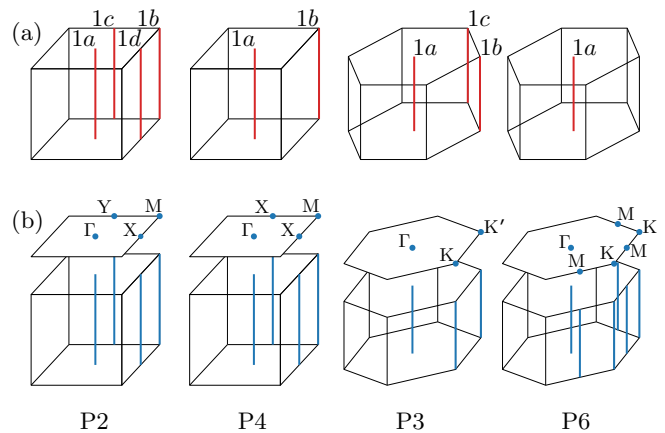 (a) 1a 1c 1d 1b 1a 1b 1a 1c 1b 1a
(b) Γ Y X M Γ X X M Γ K K′ Γ M K M K M
P2 P4 P3 P6